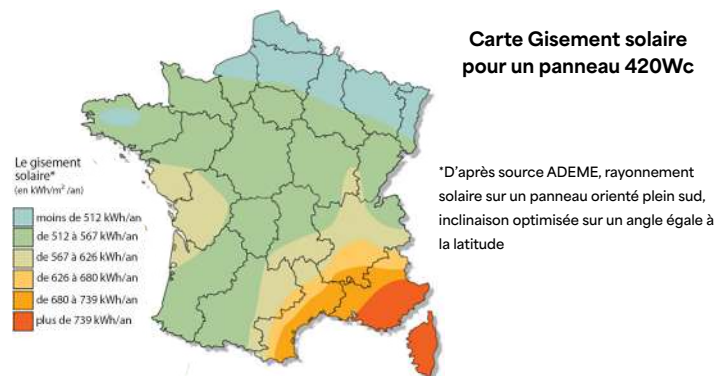 Carte Gisement solaire
pour un panneau 420Wc
*D'après source ADEME, rayonnement
solaire sur un panneau orienté plein sud,
inclinaison optimisée sur un angle égale à
la latitude
Le gisement
solaire*
(en kWh/m² /an)
moins de 512 kWh/an
de 512 à 567 kWh/an
de 567 à 626 kWh/an
de 626 à 680 kWh/an
de 680 à 739 kWh/an
plus de 739 kWh/an